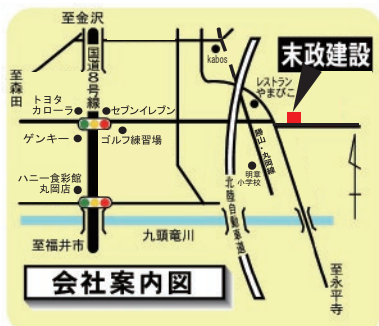 至金沢
国道8号線
kabos
末政建設
レストラン
やまびこ
至森田
トヨタ
カローラ
セブンイレブン
ゲンキー
ゴルフ練習場
勝山・丸岡線
明章
小学校
ハニー食彩館
丸岡店
北陸自動車道
至福井市
九頭竜川
至永平寺
会社案内図